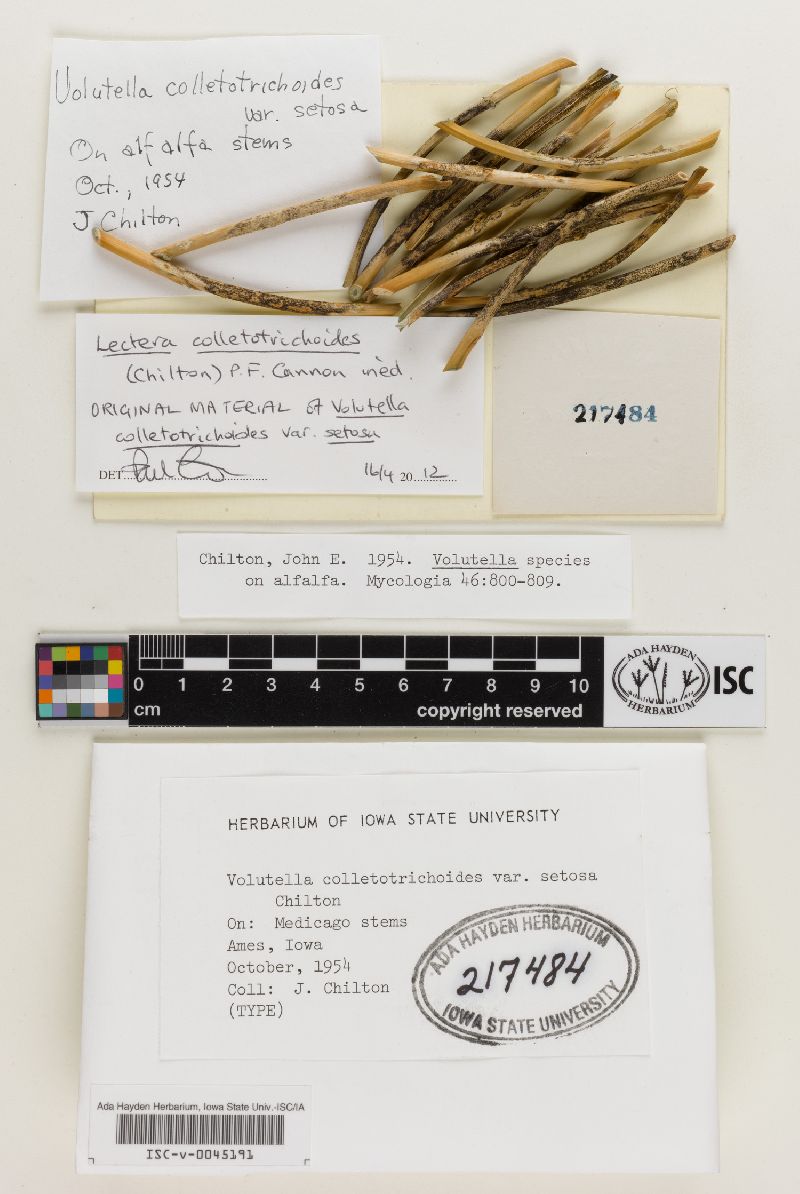 Volutella colletotrichoides
var. setosa
On alfalfa stems
Oct., 1954
J Chilton
Lectera colletotrichoides
(Chilton) P.F. Cannon ined.
ORIGINAL MATERIAL of Volutella
colletotrichoides var. setosa
DET. 16/4 2012
217484
Chilton, John E. 1954. Volutella species
on alfalfa. Mycologia 46:800-809.
0 1 2 3 4 5 6 7 8 9 10
cm
copyright reserved
ADA HAYDEN
HERBARIUM
ISC
HERBARIUM OF IOWA STATE UNIVERSITY
Volutella colletotrichoides var. setosa
Chilton
On: Medicago stems
Ames, Iowa
October, 1954
Coll: J. Chilton
(TYPE)
ADA HAYDEN HERBARIUM
217484
IOWA STATE UNIVERSITY
Ada Hayden Herbarium, Iowa State Univ.-ISC/IA
ISC-v-0045191